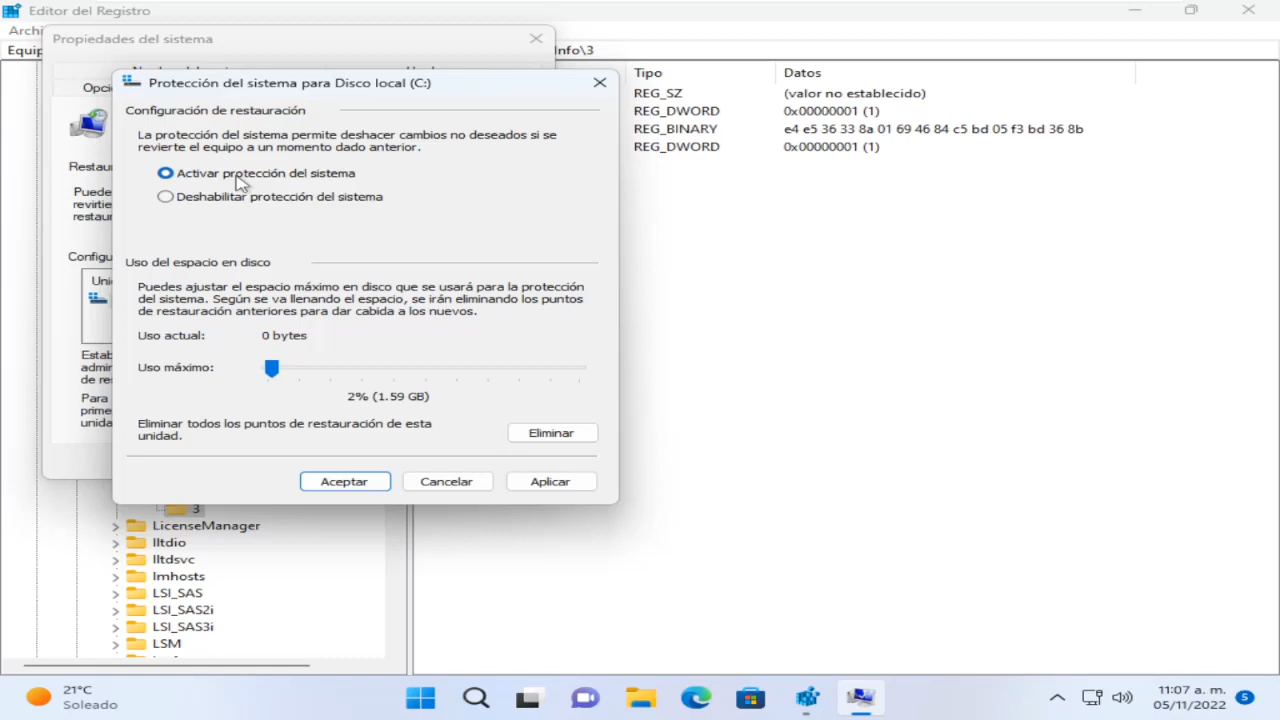 Editor del Registro
Archi
Propiedades del sistema
Equip
Info\3
Opci
Restau
Puede
revirtie
restaur
Configu
Uni
Estab
admin
de re
Para
prime
unida
Protección del sistema para Disco local (C:)
Configuración de restauración
La protección del sistema permite deshacer cambios no deseados si se
revierte el equipo a un momento dado anterior.
Activar protección del sistema
Deshabilitar protección del sistema
Uso del espacio en disco
Puedes ajustar el espacio máximo en disco que se usará para la protección
del sistema. Según se va llenando el espacio, se irán eliminando los puntos
de restauración anteriores para dar cabida a los nuevos.
Uso actual: 0 bytes
Uso máximo:
2% (1.59 GB)
Eliminar todos los puntos de restauración de esta
unidad.
Eliminar
Aceptar Cancelar Aplicar
Tipo Datos
REG_SZ (valor no establecido)
REG_DWORD 0x00000001 (1)
REG_BINARY e4 e5 36 33 8a 01 69 46 84 c5 bd 05 f3 bd 36 8b
REG_DWORD 0x00000001 (1)
3
LicenseManager
lltdio
lltdsvc
lmhosts
LSI_SAS
LSI_SAS2i
LSI_SAS3i
LSM
21°C
Soleado
11:07 a. m.
05/11/2022
5